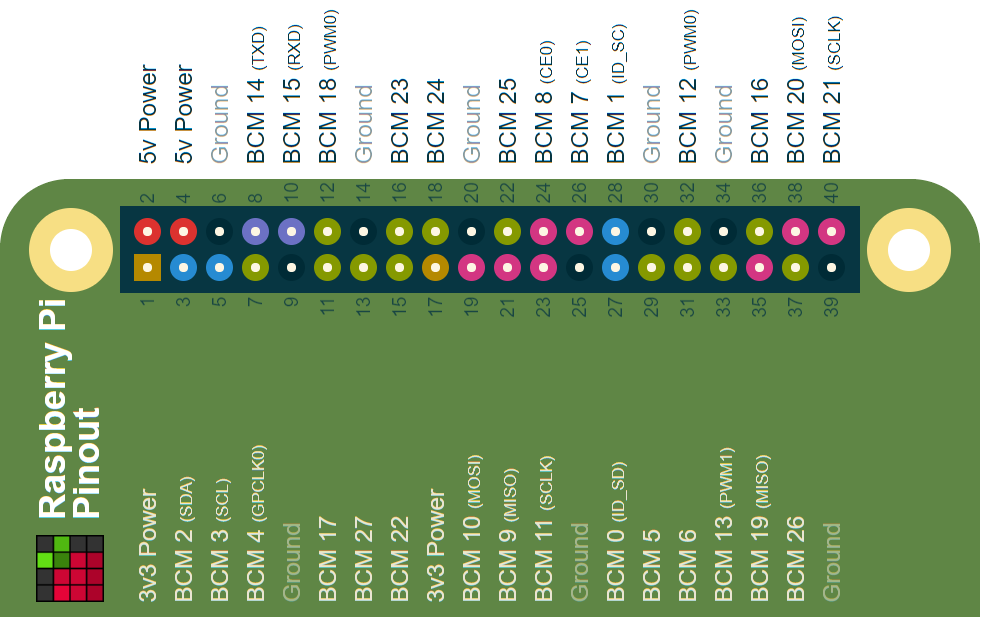 5v Power
5v Power
Ground
BCM 14 (TXD)
BCM 15 (RXD)
BCM 18 (PWM0)
Ground
BCM 23
BCM 24
Ground
BCM 25
BCM 8 (CE0)
BCM 7 (CE1)
BCM 1 (ID_SC)
Ground
BCM 12 (PWM0)
Ground
BCM 16
BCM 20 (MOSI)
BCM 21 (SCLK)
2 4 6 8 10 12 14 16 18 20 22 24 26 28 30 32 34 36 38 40
1 3 5 7 9 11 13 15 17 19 21 23 25 27 29 31 33 35 37 39
Raspberry Pi
Pinout
3v3 Power
BCM 2 (SDA)
BCM 3 (SCL)
BCM 4 (GPCLK0)
Ground
BCM 17
BCM 27
BCM 22
3v3 Power
BCM 10 (MOSI)
BCM 9 (MISO)
BCM 11 (SCLK)
Ground
BCM 0 (ID_SD)
BCM 5
BCM 6
BCM 13 (PWM1)
BCM 19 (MISO)
BCM 26
Ground